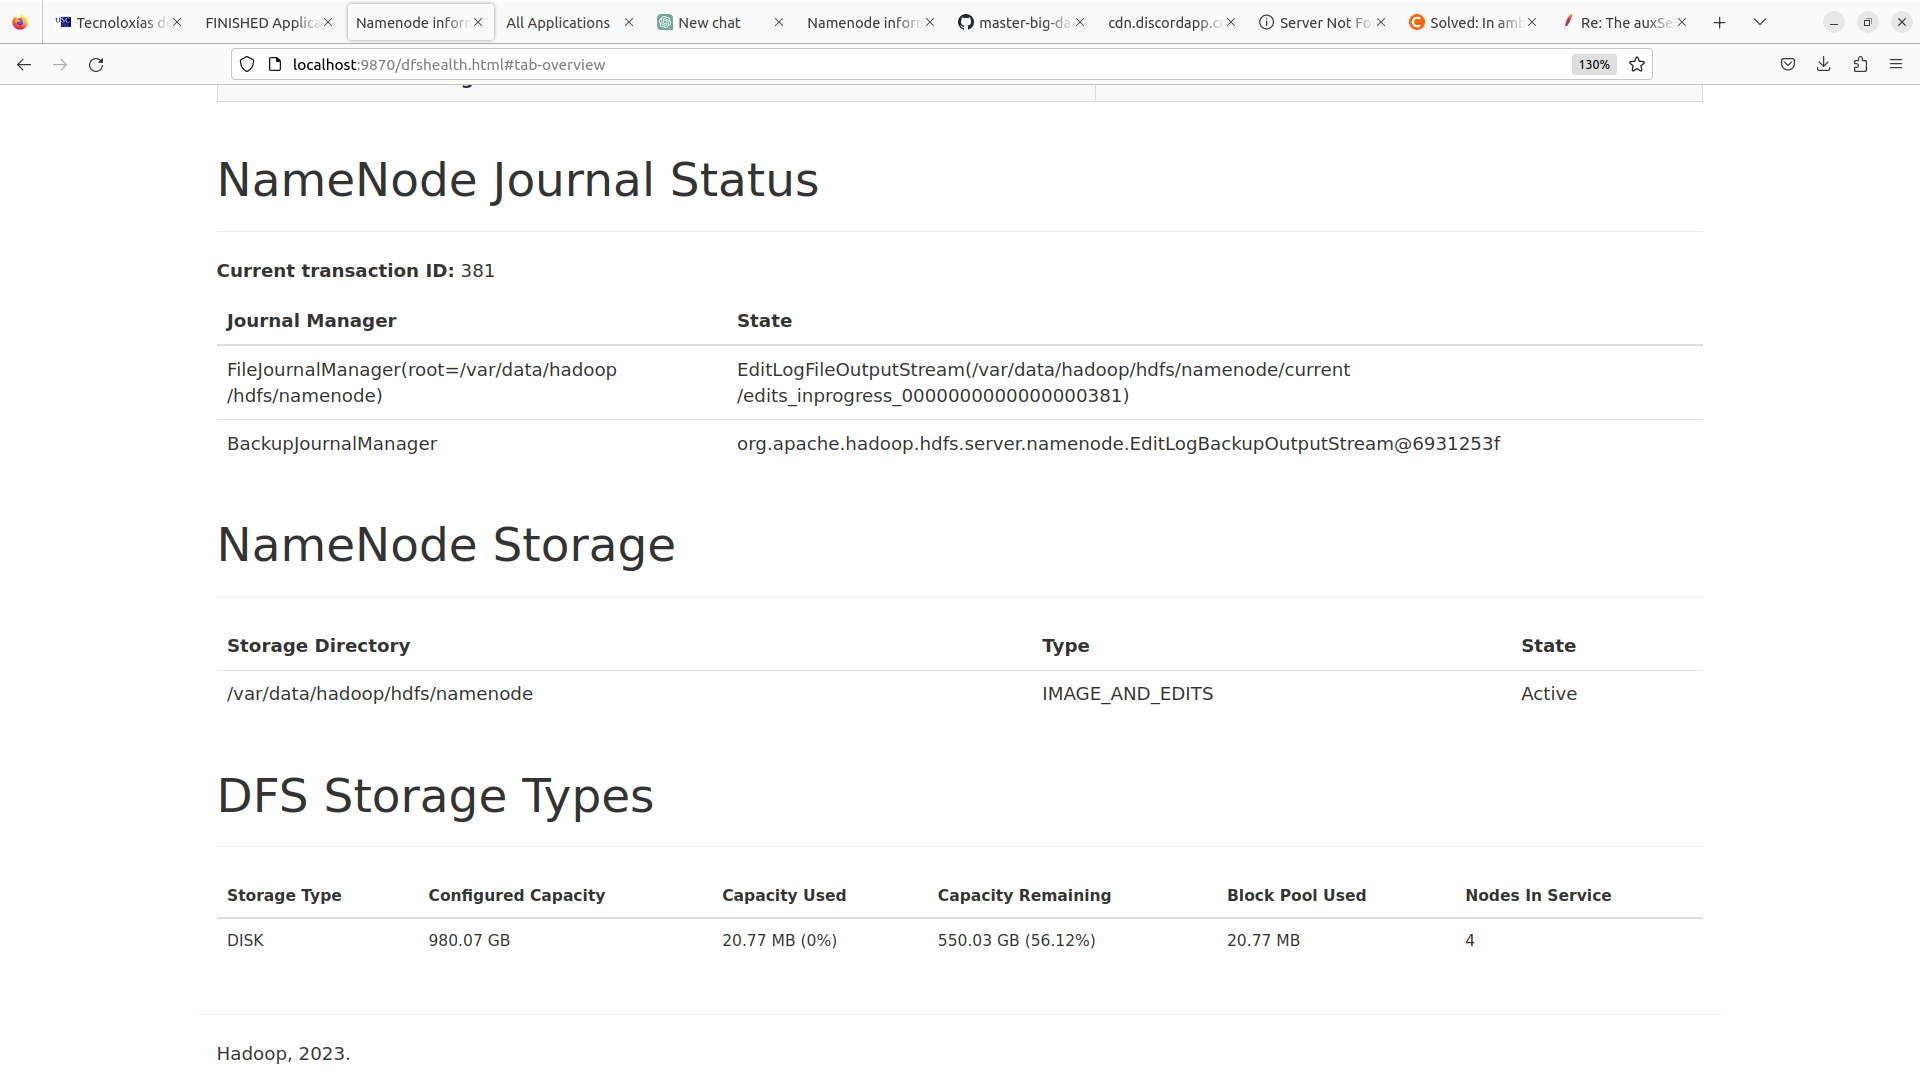 Tecnoloxías d
FINISHED Applica
Namenode inforn
All Applications
New chat
Namenode inforn
master-big-da
cdn.discordapp.c
Server Not Fo
Solved: In amb
Re: The auxSe
localhost:9870/dfshealth.html#tab-overview
130%
NameNode Journal Status
Current transaction ID: 381
Journal Manager State
FileJournalManager(root=/var/data/hadoop
/hdfs/namenode)
EditLogFileOutputStream(/var/data/hadoop/hdfs/namenode/current
/edits_inprogress_0000000000000000381)
BackupJournalManager org.apache.hadoop.hdfs.server.namenode.EditLogBackupOutputStream@6931253f
NameNode Storage
Storage Directory Type State
/var/data/hadoop/hdfs/namenode IMAGE_AND_EDITS Active
DFS Storage Types
Storage Type Configured Capacity Capacity Used Capacity Remaining Block Pool Used Nodes In Service
DISK 980.07 GB 20.77 MB (0%) 550.03 GB (56.12%) 20.77 MB 4
Hadoop, 2023.